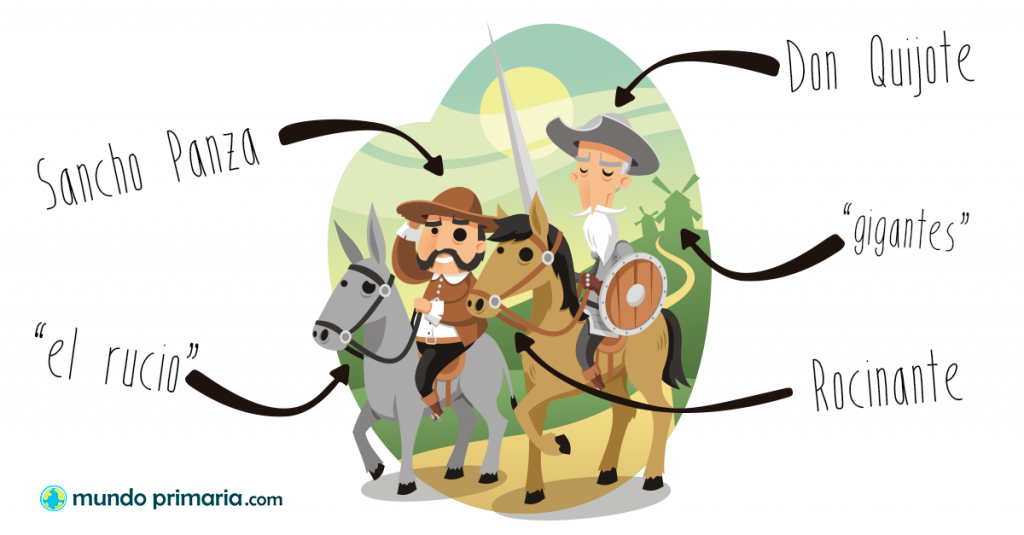 Don Quijote
Sancho Panza
“gigantes”
“el rucio”
Rocinante
mundo primaria.com